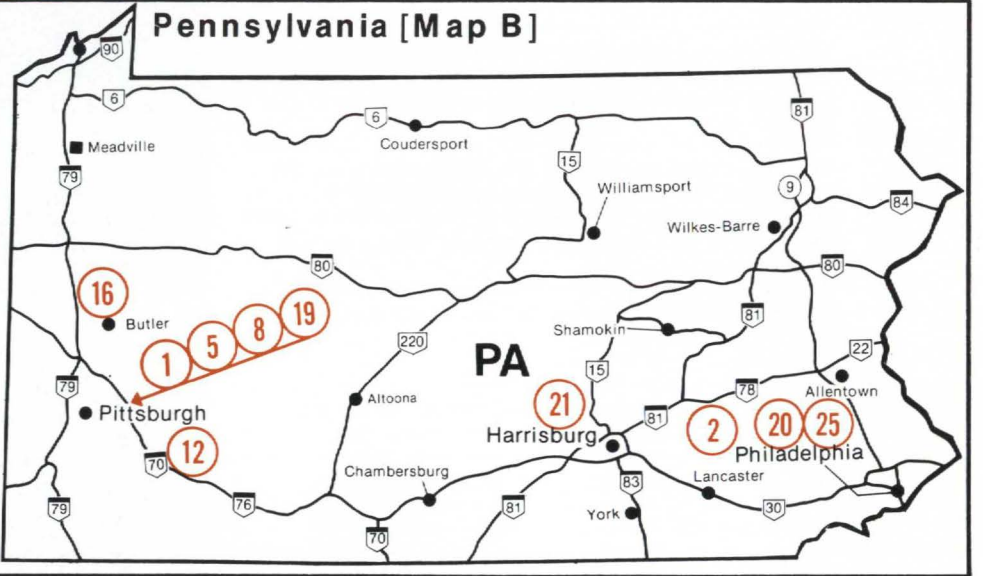 Pennsylvania [Map B]
90
6
6
81
Coudersport
Meadville
15
79
Williamsport
9
84
Wilkes-Barre
80
80
16
19
81
8
Butler
Shamokin
5
220
22
1
PA
15
79
78
Allentown
Altoona
21
Pittsburgh
81
2
20
25
Harrisburg
12
Philadelphia
70
Chambersburg
Lancaster
83
76
81
30
79
York
70